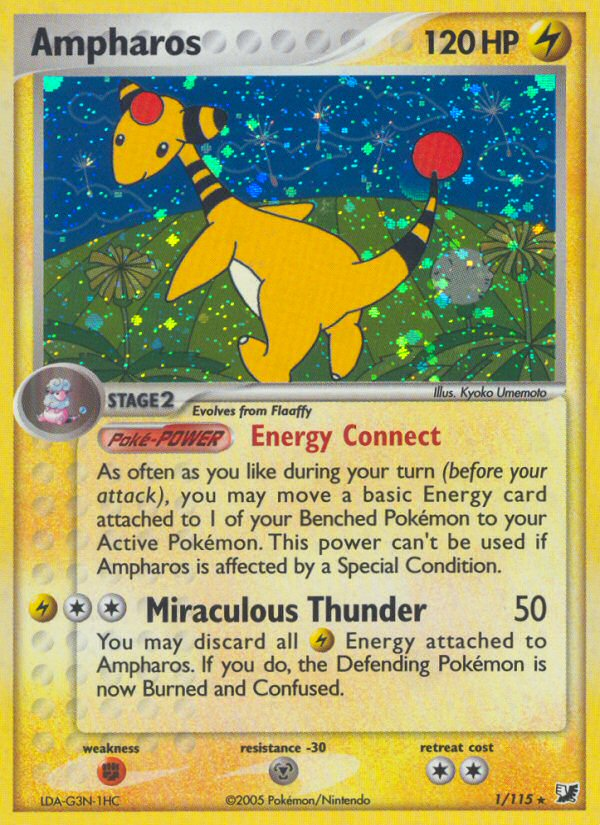 Ampharos 120 HP
Illus. Kyoko Umemoto
STAGE 2
Evolves from Flaaffy
Poké-POWER Energy Connect
As often as you like during your turn (before your
attack), you may move a basic Energy card
attached to 1 of your Benched Pokémon to your
Active Pokémon. This power can't be used if
Ampharos is affected by a Special Condition.
Miraculous Thunder 50
You may discard all Energy attached to
Ampharos. If you do, the Defending Pokémon is
now Burned and Confused.
weakness resistance -30 retreat cost
LDA-G3N-1HC ©2005 Pokémon/Nintendo 1/115 ★